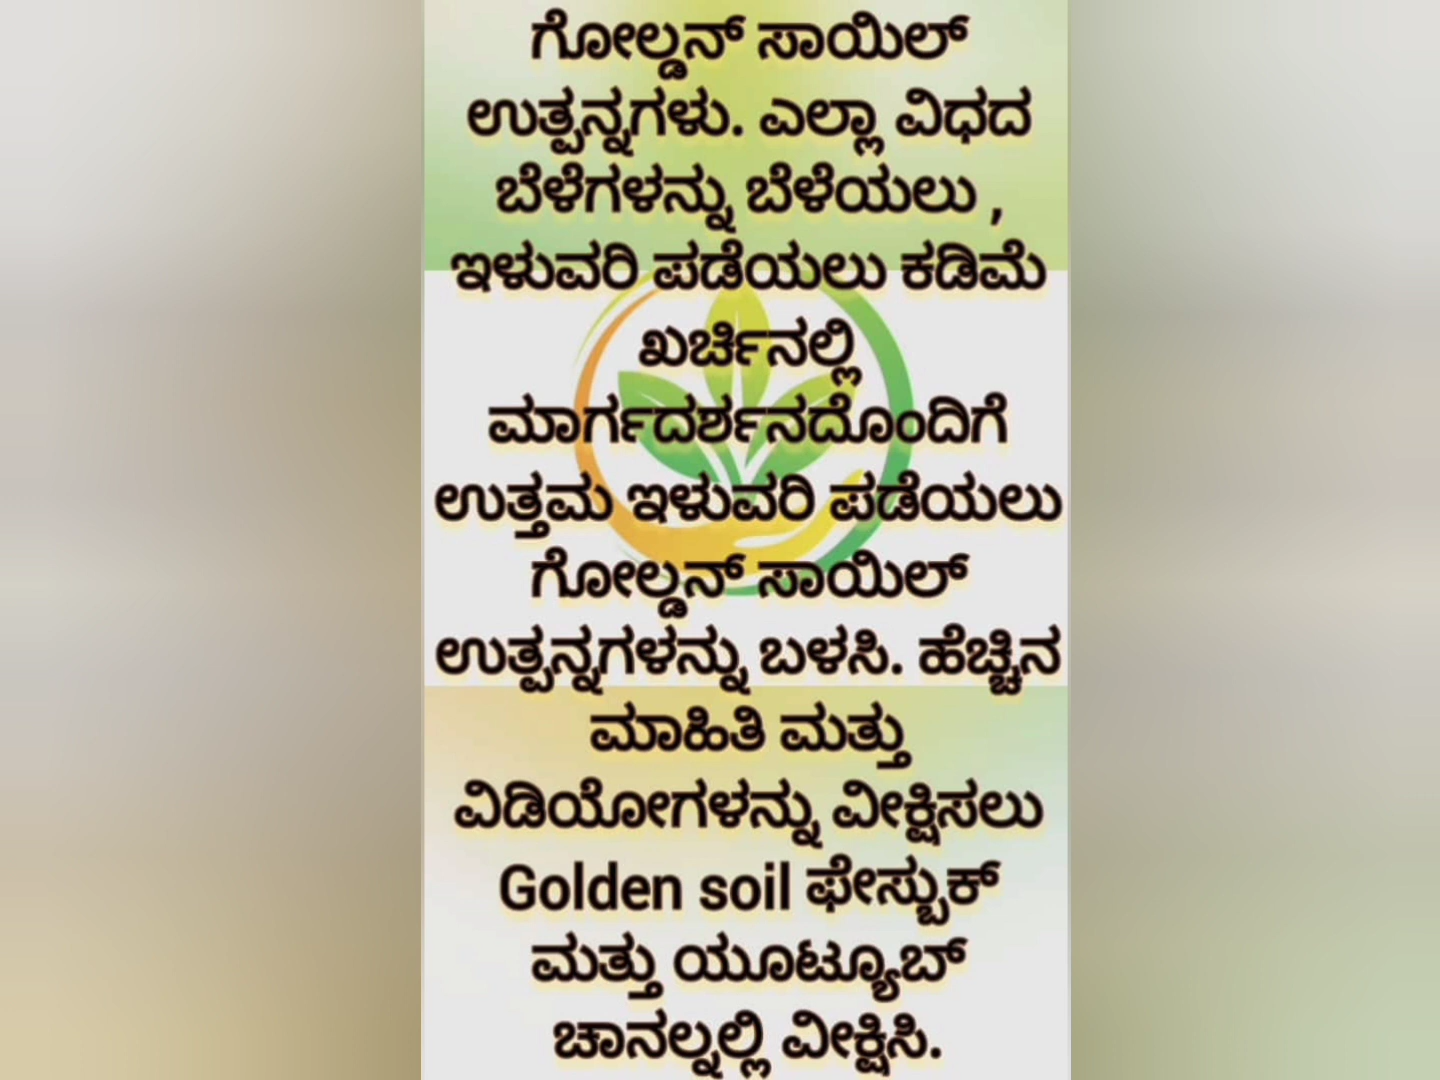 ಗೋಲ್ಡನ್ ಸಾಯಿಲ್
ಉತ್ಪನ್ನಗಳು. ಎಲ್ಲಾ ವಿಧದ
ಬೆಳೆಗಳನ್ನು ಬೆಳೆಯಲು ,
ಇಳುವರಿ ಪಡೆಯಲು ಕಡಿಮೆ
ಖರ್ಚಿನಲ್ಲಿ
ಮಾರ್ಗದರ್ಶನದೊಂದಿಗೆ
ಉತ್ತಮ ಇಳುವರಿ ಪಡೆಯಲು
ಗೋಲ್ಡನ್ ಸಾಯಿಲ್
ಉತ್ಪನ್ನಗಳನ್ನು ಬಳಸಿ. ಹೆಚ್ಚಿನ
ಮಾಹಿತಿ ಮತ್ತು
ವಿಡಿಯೋಗಳನ್ನು ವೀಕ್ಷಿಸಲು
Golden soil ಫೇಸ್ಬುಕ್
ಮತ್ತು ಯೂಟ್ಯೂಬ್
ಚಾನಲ್ನಲ್ಲಿ ವೀಕ್ಷಿಸಿ.